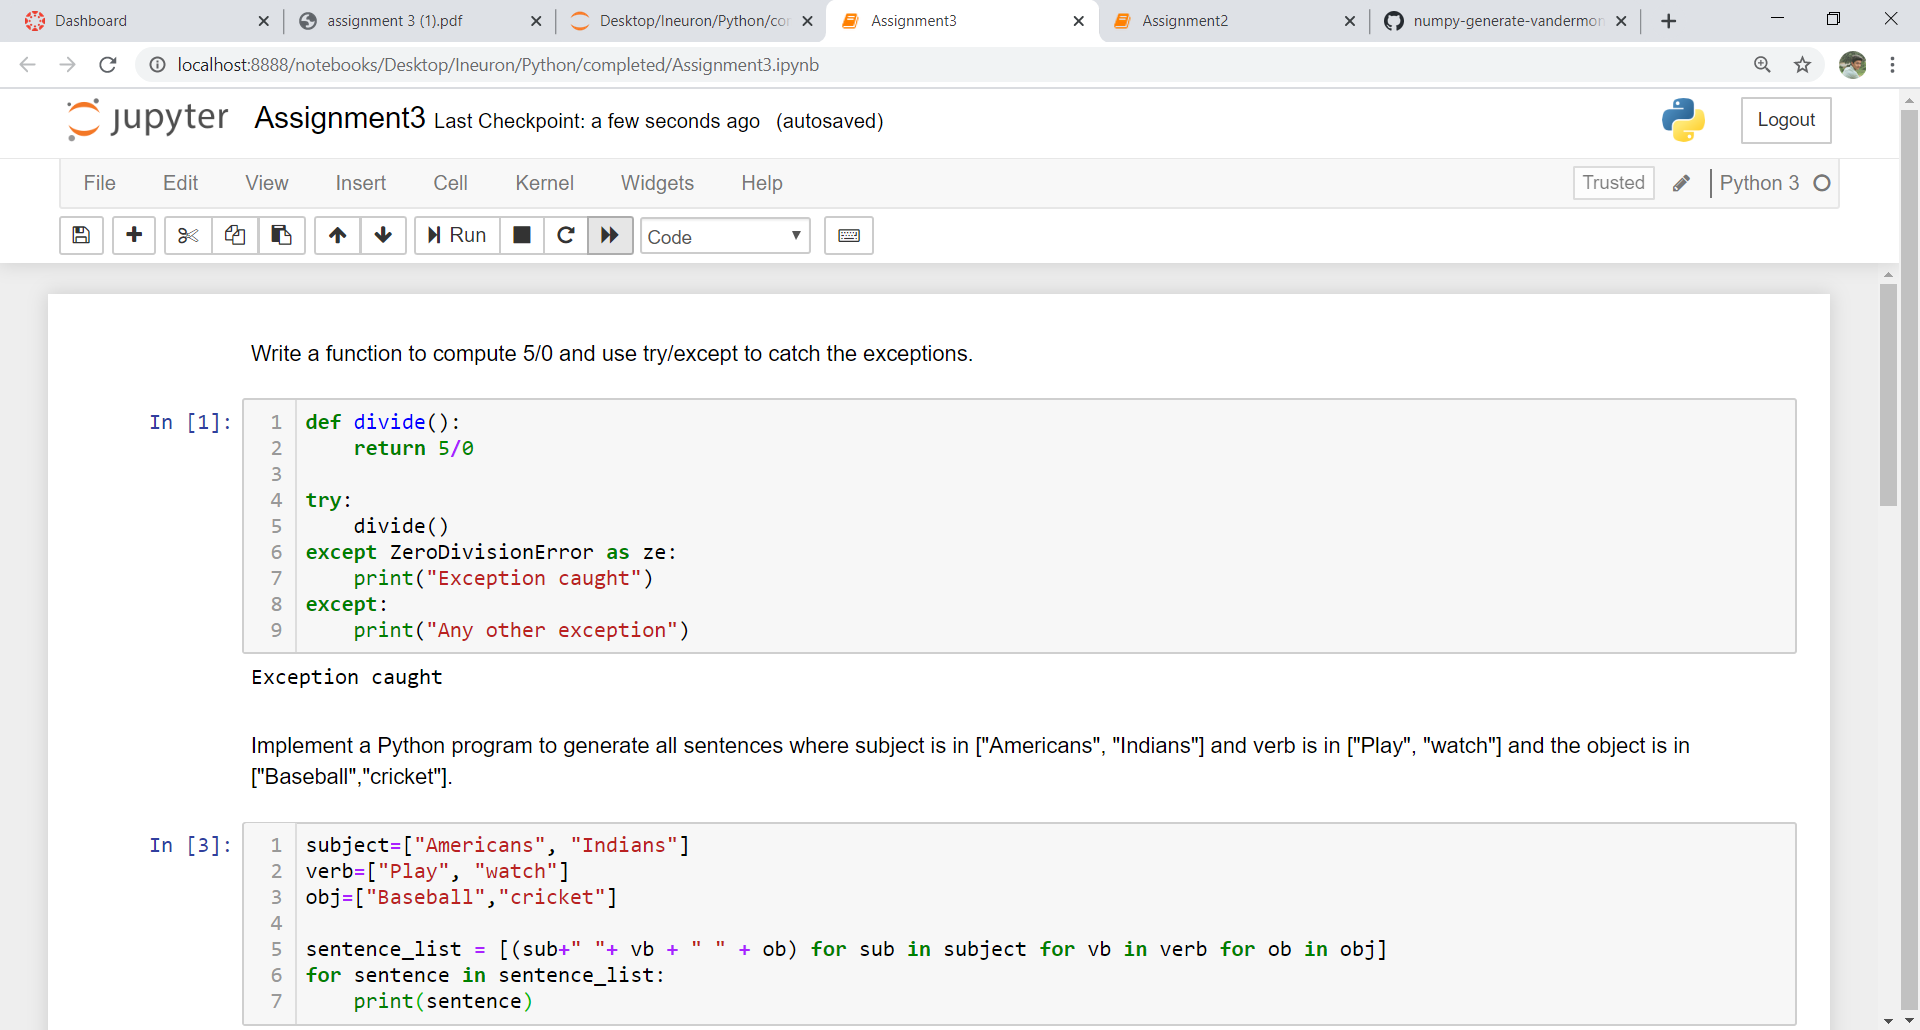 Dashboard
assignment 3 (1).pdf
Desktop/Ineuron/Python/co
Assignment3
Assignment2
numpy-generate-vandermon
localhost:8888/notebooks/Desktop/Ineuron/Python/completed/Assignment3.ipynb
jupyter Assignment3 Last Checkpoint: a few seconds ago (autosaved)
Logout
File Edit View Insert Cell Kernel Widgets Help
Trusted
Python 3
Run
Code
Write a function to compute 5/0 and use try/except to catch the exceptions.
In [1]:
1 def divide():
2     return 5/0
3
4 try:
5     divide()
6 except ZeroDivisionError as ze:
7     print("Exception caught")
8 except:
9     print("Any other exception")
Exception caught
Implement a Python program to generate all sentences where subject is in ["Americans", "Indians"] and verb is in ["Play", "watch"] and the object is in
["Baseball","cricket"].
In [3]:
1 subject=["Americans", "Indians"]
2 verb=["Play", "watch"]
3 obj=["Baseball","cricket"]
4
5 sentence_list = [(sub+" "+ vb + " " + ob) for sub in subject for vb in verb for ob in obj]
6 for sentence in sentence_list:
7     print(sentence)